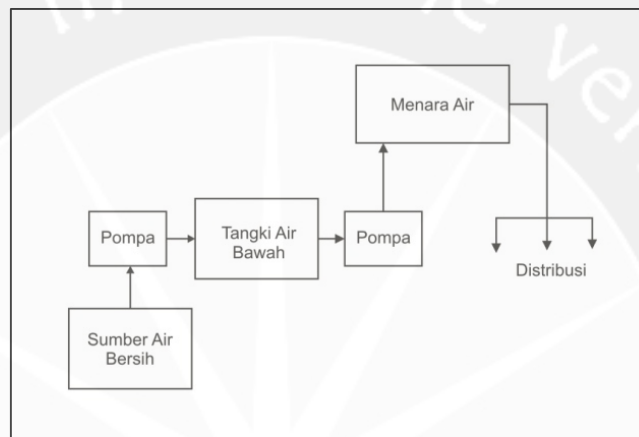 Menara Air
Pompa
Tangki Air
Bawah
Pompa
Distribusi
Sumber Air
Bersih